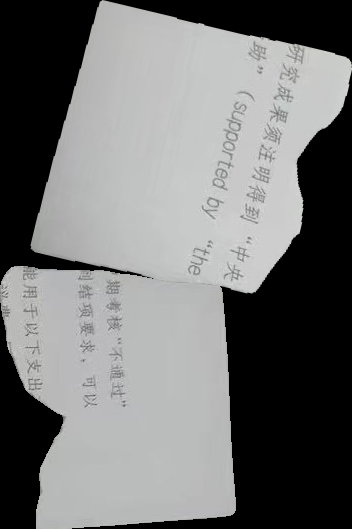 研究成果须注明得到“中央
助”（supported by “the
期考核“不通过”
到结项要求，可以
能用于以下支出